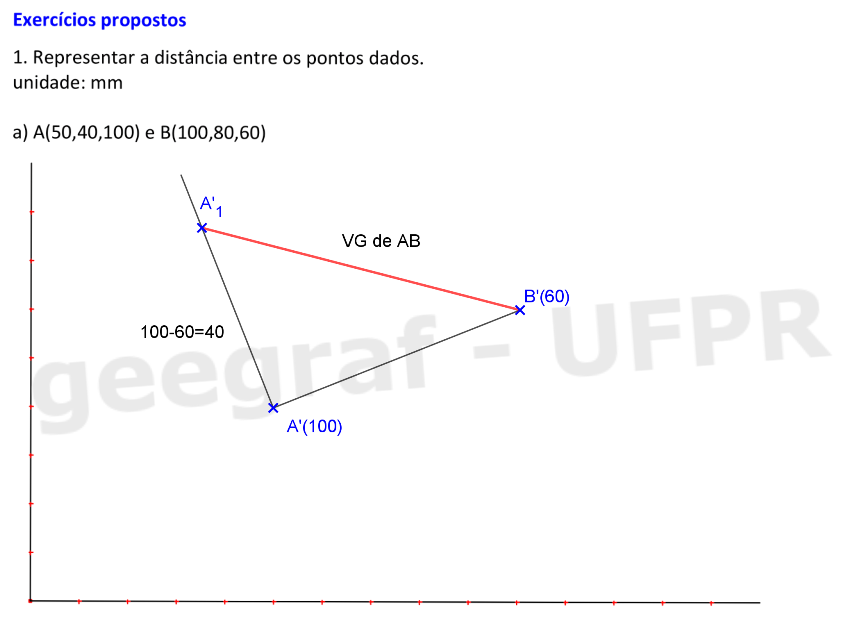 Exercícios propostos
1. Representar a distância entre os pontos dados.
unidade: mm
a) A(50,40,100) e B(100,80,60)
A'1
VG de AB
B'(60)
100-60=40
geegraf - UFPR
A'(100)